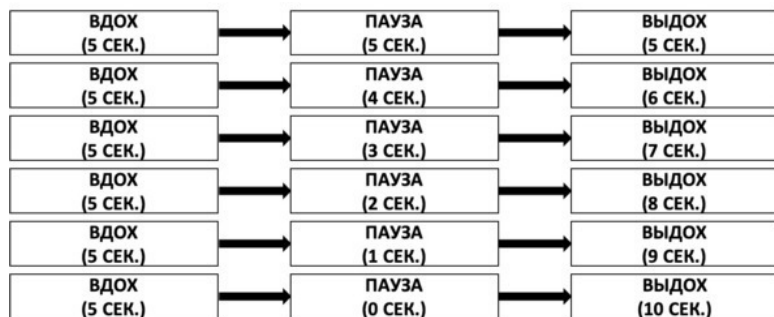 ВДОХ ПАУЗА ВЫДОХ
(5 СЕК.) (5 СЕК.) (5 СЕК.)
ВДОХ ПАУЗА ВЫДОХ
(5 СЕК.) (4 СЕК.) (6 СЕК.)
ВДОХ ПАУЗА ВЫДОХ
(5 СЕК.) (3 СЕК.) (7 СЕК.)
ВДОХ ПАУЗА ВЫДОХ
(5 СЕК.) (2 СЕК.) (8 СЕК.)
ВДОХ ПАУЗА ВЫДОХ
(5 СЕК.) (1 СЕК.) (9 СЕК.)
ВДОХ ПАУЗА ВЫДОХ
(5 СЕК.) (0 СЕК.) (10 СЕК.)